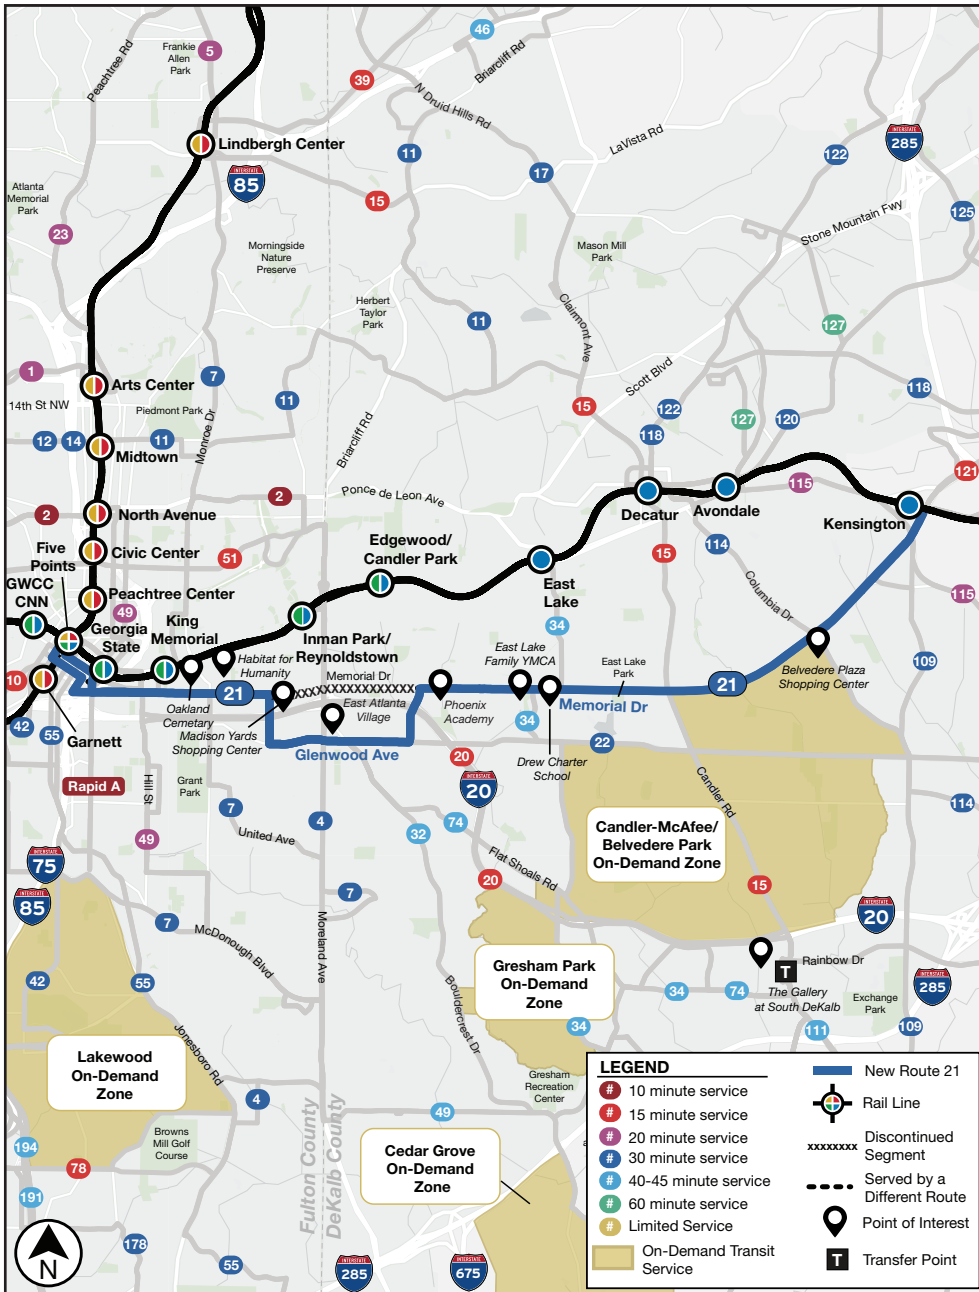 46
Frankie
Allen
Park
5
Peachtree Rd
Briarcliff Rd
39
N Druid Hills Rd
LaVista Rd
INTERSTATE
285
Lindbergh Center
11
122
17
INTERSTATE
85
15
Atlanta
Memorial
Park
23
125
Stone Mountain Fwy
Morningside
Nature
Preserve
Mason Mill
Park
Herbert
Taylor
Park
Clairmont Ave
11
127
1
7
Scott Blvd
Arts Center
118
14th St NW
Piedmont Park
11
15
122
127
120
12
14
11
Monroe Dr
Briarcliff Rd
118
Midtown
121
115
2
Ponce de Leon Ave
Decatur
Avondale
Kensington
2
North Avenue
Five
Points
Civic Center
51
Edgewood/
Candler Park
15
114
East
Lake
GWCC
CNN
Peachtree Center
Columbia Dr
115
49
Georgia
State
King
Memorial
Inman Park/
Reynoldstown
34
East Lake
Family YMCA
Belvedere Plaza
Shopping Center
109
Habitat for
Humanity
Memorial Dr
East Lake
Park
10
21
21
Oakland
Cemetary
Madison Yards
Shopping Center
East Atlanta
Village
Phoenix
Academy
Memorial Dr
42
55
Garnett
34
22
Glenwood Ave
20
Drew Charter
School
Rapid A
Hill St
Grant
Park
INTERSTATE
20
Candler Rd
7
4
74
114
United Ave
32
Candler-McAfee/
Belvedere Park
On-Demand Zone
49
INTERSTATE
75
Flat Shoals Rd
20
15
INTERSTATE
85
7
INTERSTATE
20
7
McDonough Blvd
Moreland Ave
Rainbow Dr
T
Gresham Park
On-Demand
Zone
42
55
Bouldercrest Dr
34
74
The Gallery
at South DeKalb
INTERSTATE
285
Exchange
Park
34
111
109
Jonesboro Rd
Lakewood
On-Demand
Zone
Gresham
Recreation
Center
4
49
Fulton County
DeKalb County
Browns
Mill Golf
Course
194
78
Cedar Grove
On-Demand
Zone
191
178
55
INTERSTATE
285
INTERSTATE
675
N
LEGEND
# 10 minute service
# 15 minute service
# 20 minute service
# 30 minute service
# 40-45 minute service
# 60 minute service
# Limited Service
On-Demand Transit
Service
New Route 21
Rail Line
xxxxxxxx Discontinued
Segment
Served by a
Different Route
Point of Interest
T Transfer Point